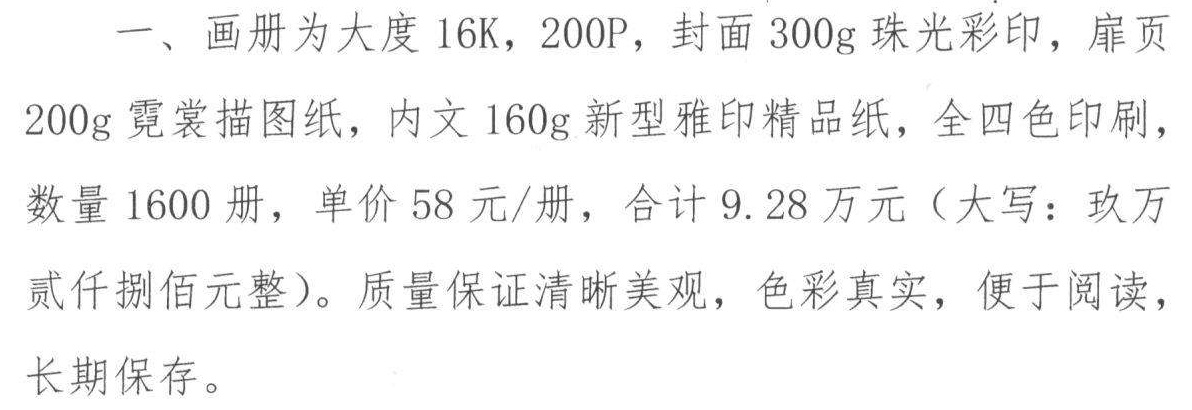 一、画册为大度 16K，200P，封面 300g 珠光彩印，扉页
200g 霓裳描图纸，内文 160g 新型雅印精品纸，全四色印刷，
数量 1600 册，单价 58 元/册，合计 9.28 万元（大写：玖万
贰仟捌佰元整）。质量保证清晰美观，色彩真实，便于阅读，
长期保存。